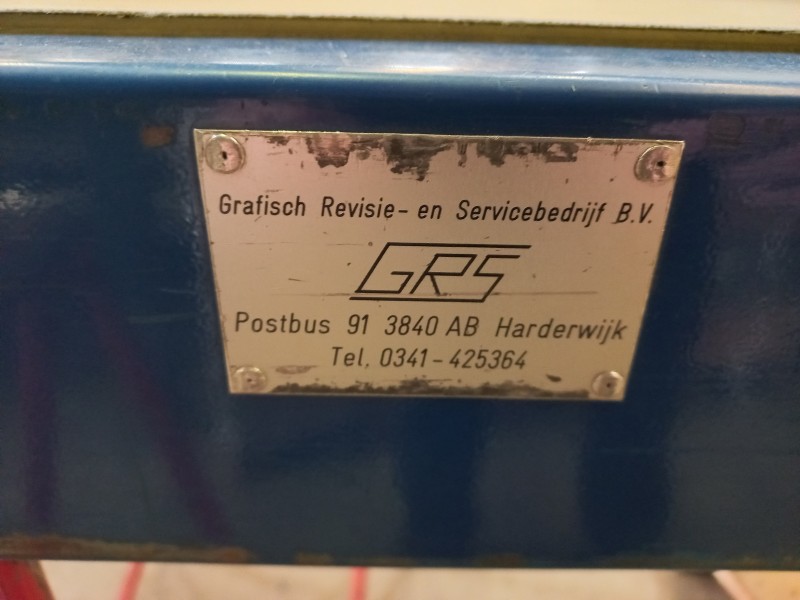 Grafisch Revisie- en Servicebedrijf B.V.
GRS
Postbus 91 3840 AB Harderwijk
Tel. 0341-425364